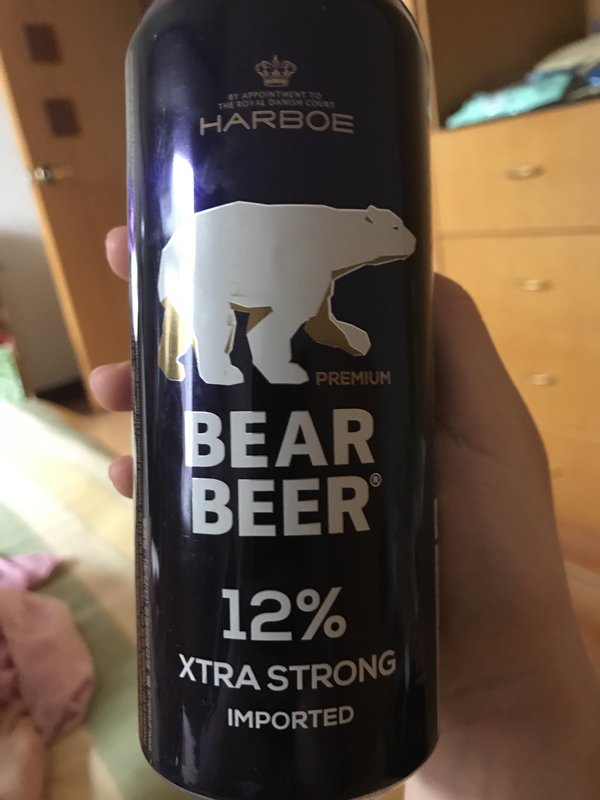 BY APPOINTMENT TO
THE ROYAL DANISH COURT
HARBOE
PREMIUM
BEAR
BEER®
12%
XTRA STRONG
IMPORTED